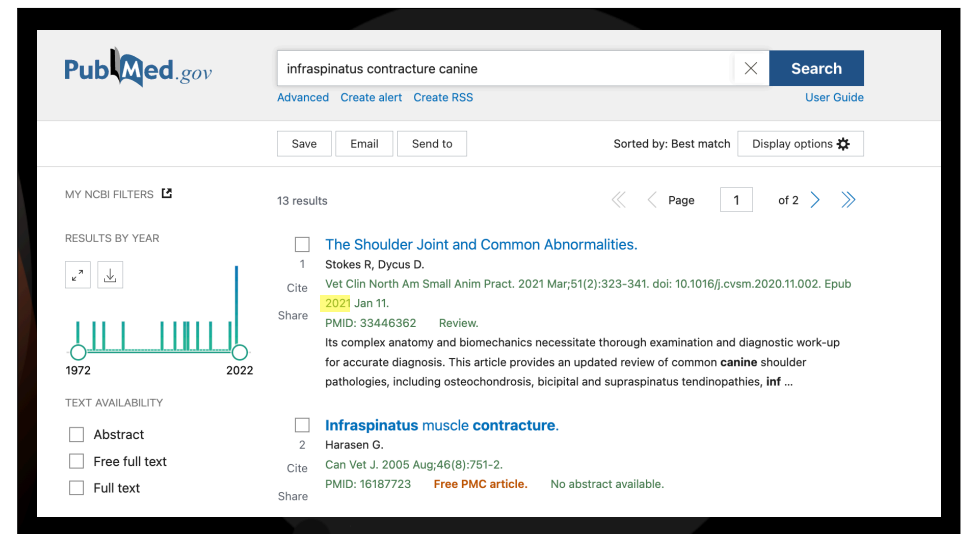 PubMed.gov
infraspinatus contracture canine
Search
Advanced Create alert Create RSS
User Guide
Save Email Send to
Sorted by: Best match Display options
MY NCBI FILTERS
13 results
Page 1 of 2
RESULTS BY YEAR
1972 2022
TEXT AVAILABILITY
Abstract
Free full text
Full text
The Shoulder Joint and Common Abnormalities.
1
Stokes R, Dycus D.
Cite
Vet Clin North Am Small Anim Pract. 2021 Mar;51(2):323-341. doi: 10.1016/j.cvsm.2020.11.002. Epub
2021 Jan 11.
Share
PMID: 33446362 Review.
Its complex anatomy and biomechanics necessitate thorough examination and diagnostic work-up
for accurate diagnosis. This article provides an updated review of common canine shoulder
pathologies, including osteochondrosis, bicipital and supraspinatus tendinopathies, inf ...
Infraspinatus muscle contracture.
2
Harasen G.
Cite
Can Vet J. 2005 Aug;46(8):751-2.
PMID: 16187723 Free PMC article. No abstract available.
Share